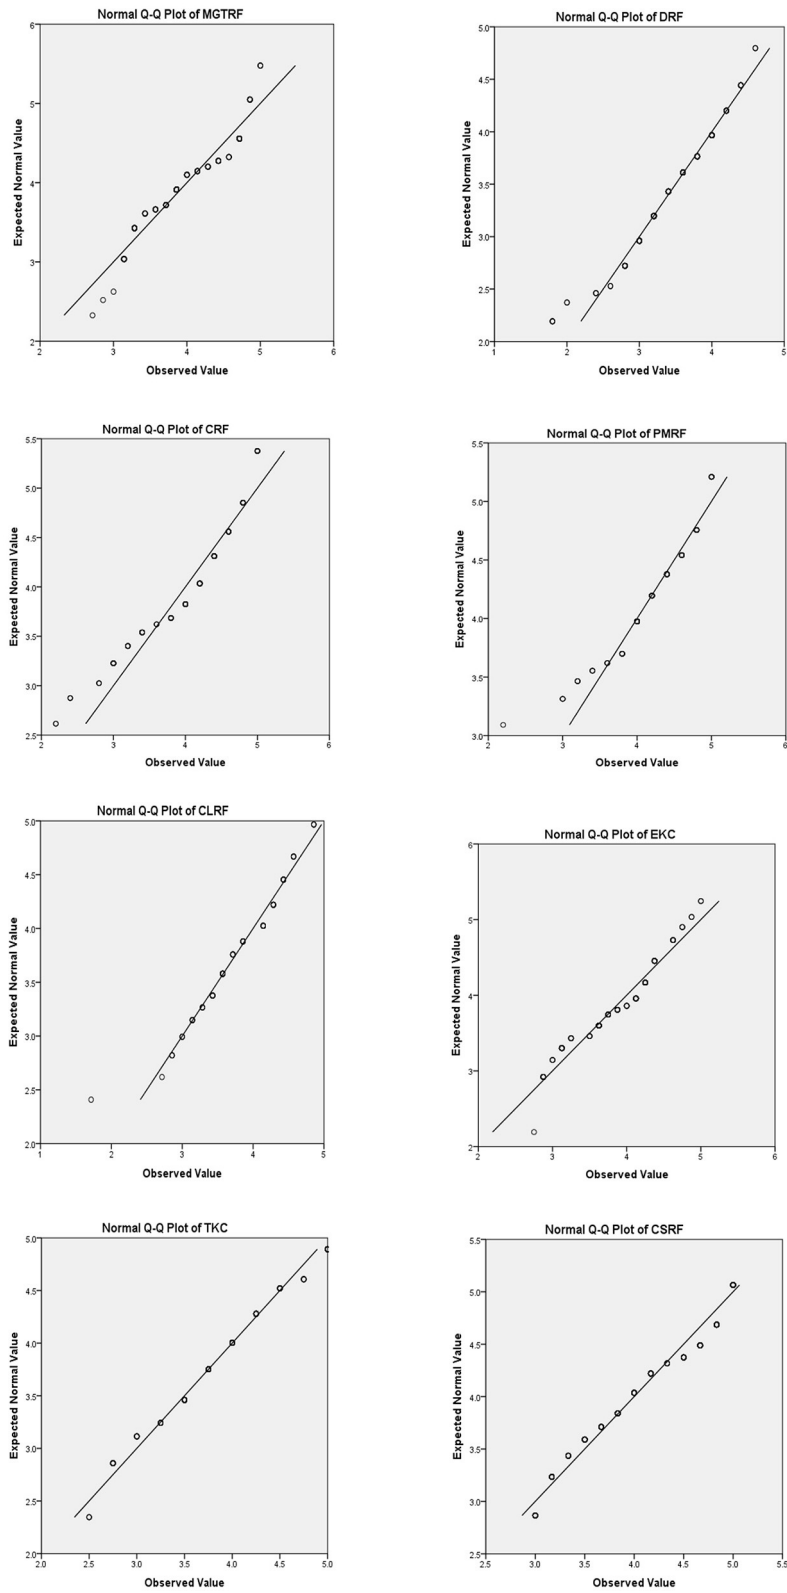 Normal Q-Q Plot of MGTRF
Expected Normal Value
6
5
4
3
2
2 3 4 5 6
Observed Value
Normal Q-Q Plot of DRF
Expected Normal Value
5.0
4.5
4.0
3.5
3.0
2.5
2.0
1 2 3 4 5
Observed Value
Normal Q-Q Plot of CRF
Expected Normal Value
5.5
5.0
4.5
4.0
3.5
3.0
2.5
2 3 4 5 6
Observed Value
Normal Q-Q Plot of PMRF
Expected Normal Value
5.5
5.0
4.5
4.0
3.5
3.0
2 3 4 5 6
Observed Value
Normal Q-Q Plot of CLRF
Expected Normal Value
5.0
4.5
4.0
3.5
3.0
2.5
2.0
1 2 3 4 5
Observed Value
Normal Q-Q Plot of EKC
Expected Normal Value
6
5
4
3
2
2 3 4 5 6
Observed Value
Normal Q-Q Plot of TKC
Expected Normal Value
5.0
4.5
4.0
3.5
3.0
2.5
2.0
2.0 2.5 3.0 3.5 4.0 4.5 5.0
Observed Value
Normal Q-Q Plot of CSRF
Expected Normal Value
5.5
5.0
4.5
4.0
3.5
3.0
2.5
2.5 3.0 3.5 4.0 4.5 5.0 5.5
Observed Value